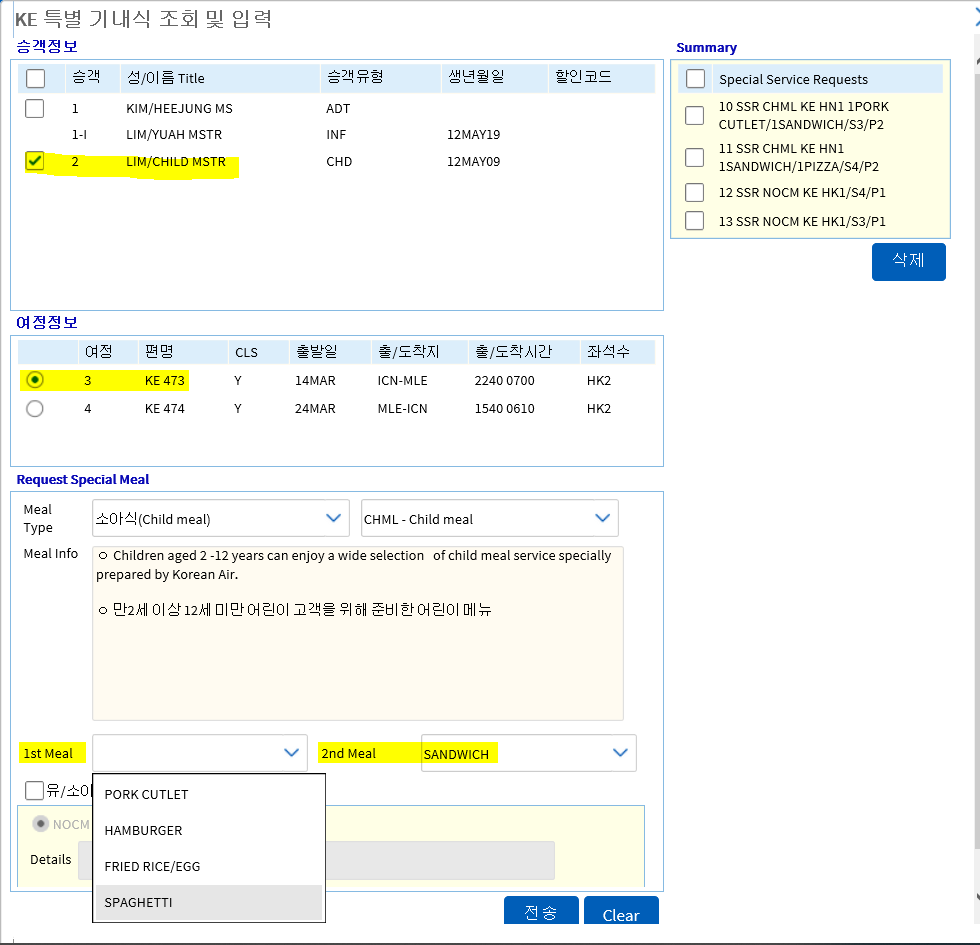 KE 특별 기내식 조회 및 입력
승객정보
승객 성/이름 Title 승객유형 생년월일 할인코드
1 KIM/HEEJUNG MS ADT
1-I LIM/YUAH MSTR INF 12MAY19
2 LIM/CHILD MSTR CHD 12MAY09
Summary
Special Service Requests
10 SSR CHML KE HN1 1PORK
CUTLET/1SANDWICH/S3/P2
11 SSR CHML KE HN1
1SANDWICH/1PIZZA/S4/P2
12 SSR NOCM KE HK1/S4/P1
13 SSR NOCM KE HK1/S3/P1
삭제
여정정보
여정 편명 CLS 출발일 출/도착지 출/도착시간 좌석수
3 KE 473 Y 14MAR ICN-MLE 2240 0700 HK2
4 KE 474 Y 24MAR MLE-ICN 1540 0610 HK2
Request Special Meal
Meal
Type
소아식(Child meal)
CHML - Child meal
Meal Info
ㅇ Children aged 2 -12 years can enjoy a wide selection of child meal service specially
prepared by Korean Air.
ㅇ 만2세 이상 12세 미만 어린이 고객을 위해 준비한 어린이 메뉴
1st Meal
2nd Meal SANDWICH
PORK CUTLET
HAMBURGER
FRIED RICE/EGG
SPAGHETTI
유/소아
NOCM
Details
전송 Clear